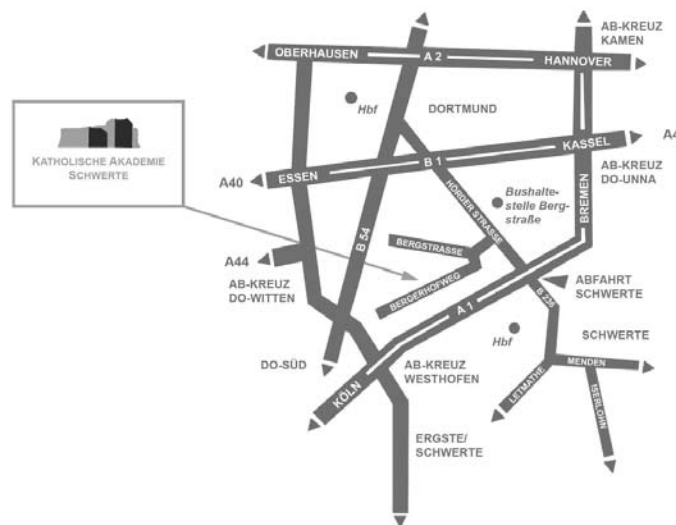 AB-KREUZ
KAMEN
OBERHAUSEN
A 2
HANNOVER
Hbf
DORTMUND
KATHOLISCHE AKADEMIE
SCHWERTE
A40
ESSEN
B 1
KASSEL
A4
AB-KREUZ
DO-UNNA
HÖRDER STRASSE
Bushalte-
stelle Berg-
straße
BREMEN
B 54
BERGSTRASSE
A44
AB-KREUZ
DO-WITTEN
BERGERHOFWEG
ABFAHRT
SCHWERTE
B 236
A 1
Hbf
SCHWERTE
DO-SÜD
AB-KREUZ
WESTHOFEN
MENDEN
LETMATHE
ISERLOHN
KÖLN
ERGSTE/
SCHWERTE